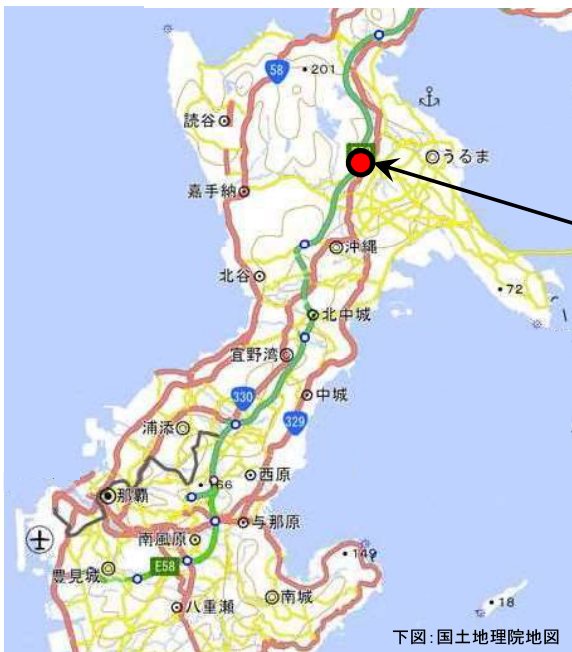 58
201
読谷
うるま
嘉手納
沖縄
北谷
72
北中城
宜野湾
330
中城
329
浦添
西原
166
那覇
与那原
南風原
149
豊見城
E58
八重瀬
南城
18
下図:国土地理院地図